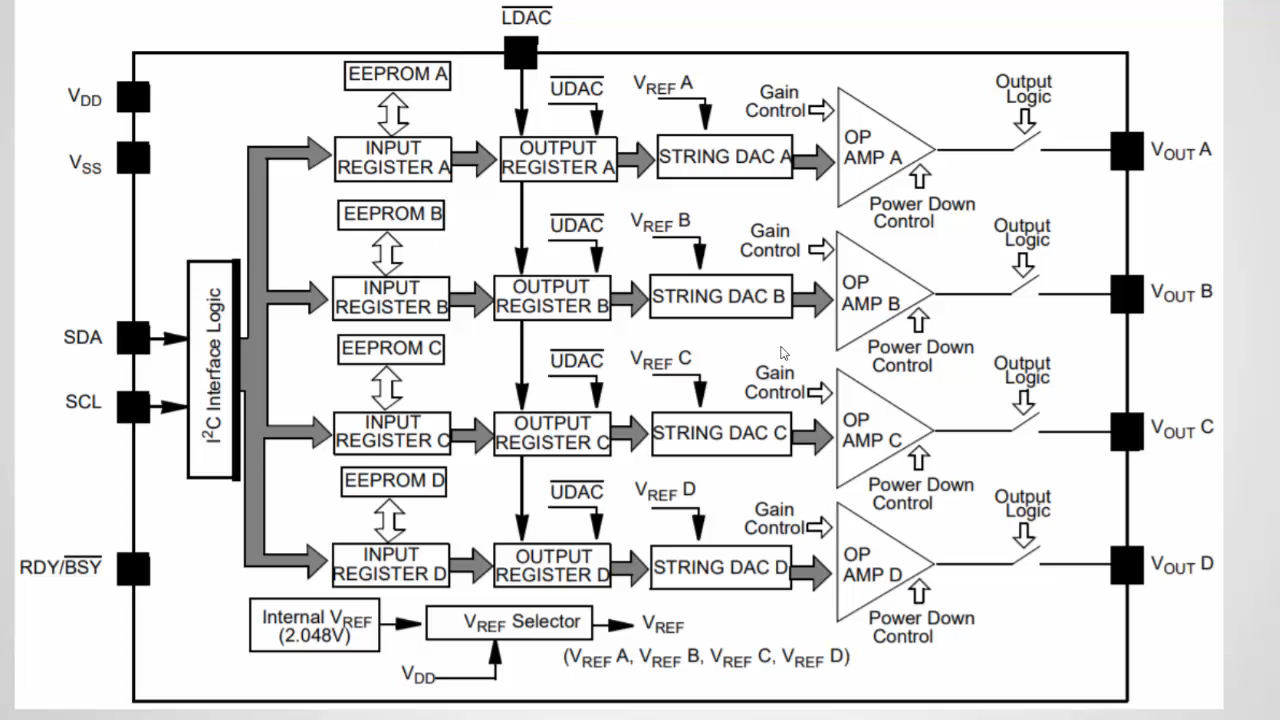 LDAC
VDD
VSS
SDA
SCL
RDY/BSY
I2C Interface Logic
EEPROM A
INPUT
REGISTER A
UDAC
OUTPUT
REGISTER A
VREF A
STRING DAC A
Gain
Control
OP
AMP A
Power Down
Control
Output
Logic
VOUT A
EEPROM B
INPUT
REGISTER B
UDAC
OUTPUT
REGISTER B
VREF B
STRING DAC B
Gain
Control
OP
AMP B
Power Down
Control
Output
Logic
VOUT B
EEPROM C
INPUT
REGISTER C
UDAC
OUTPUT
REGISTER C
VREF C
STRING DAC C
Gain
Control
OP
AMP C
Power Down
Control
Output
Logic
VOUT C
EEPROM D
INPUT
REGISTER D
UDAC
OUTPUT
REGISTER D
VREF D
STRING DAC D
Gain
Control
OP
AMP D
Power Down
Control
Output
Logic
VOUT D
Internal VREF
(2.048V)
VREF Selector
VREF
(VREF A, VREF B, VREF C, VREF D)
VDD